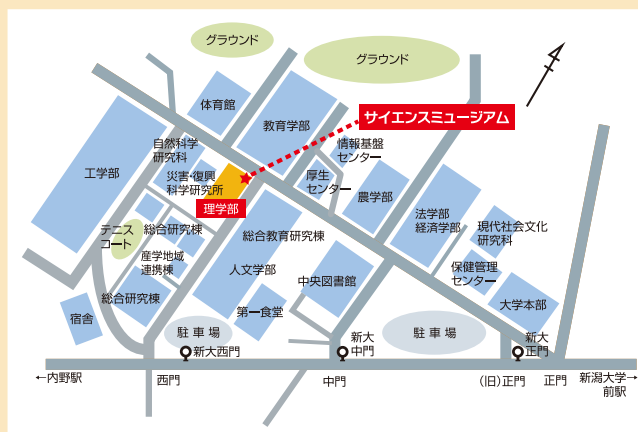 グラウンド
グラウンド
体育館
教育学部
サイエンスミュージアム
自然科学
研究科
情報基盤
センター
工学部
災害・復興
科学研究所
厚生
センター
農学部
理学部
法学部
経済学部
現代社会文化
研究科
テニス
コート
総合研究棟
総合教育研究棟
産学地域
連携棟
人文学部
中央図書館
保健管理
センター
総合研究棟
第一食堂
大学本部
宿舎
駐車場
駐車場
新大西門
新大
中門
新大
正門
←内野駅
西門
中門
(旧)正門
正門
新潟大学→
前駅